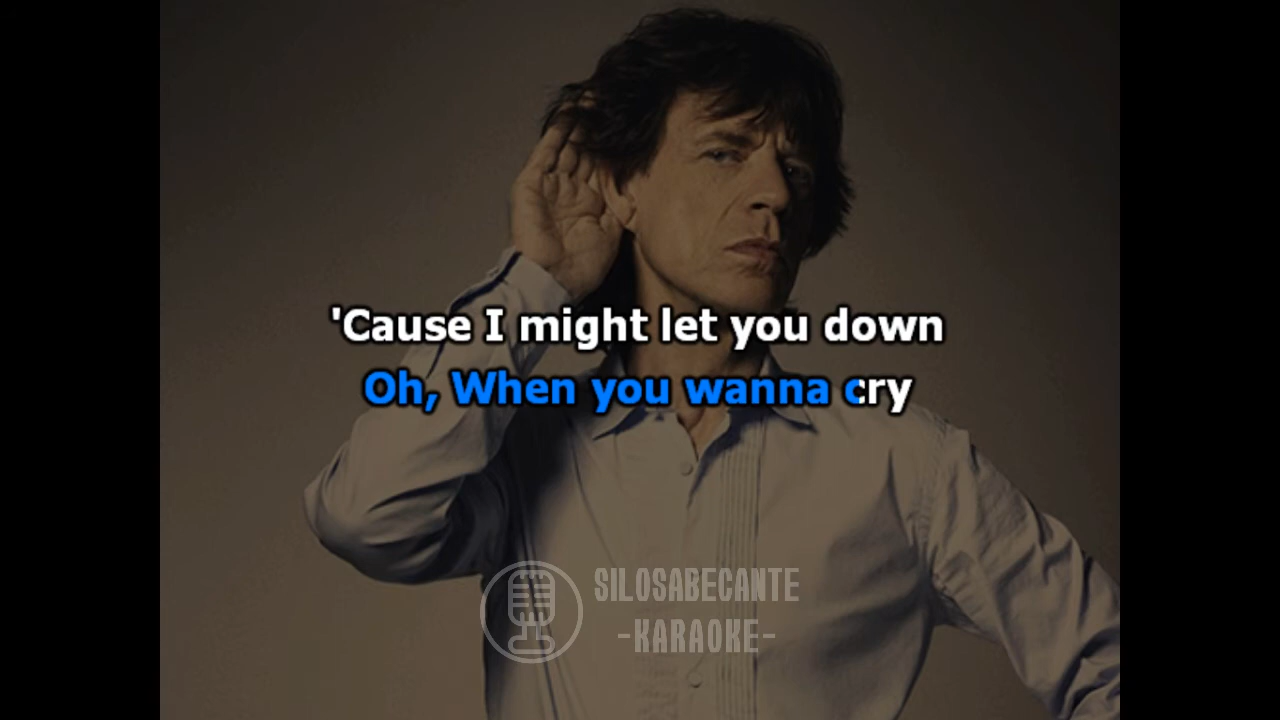 'Cause I might let you down
Oh, When you wanna cry
SILOSABECANTE
-KARAOKE-